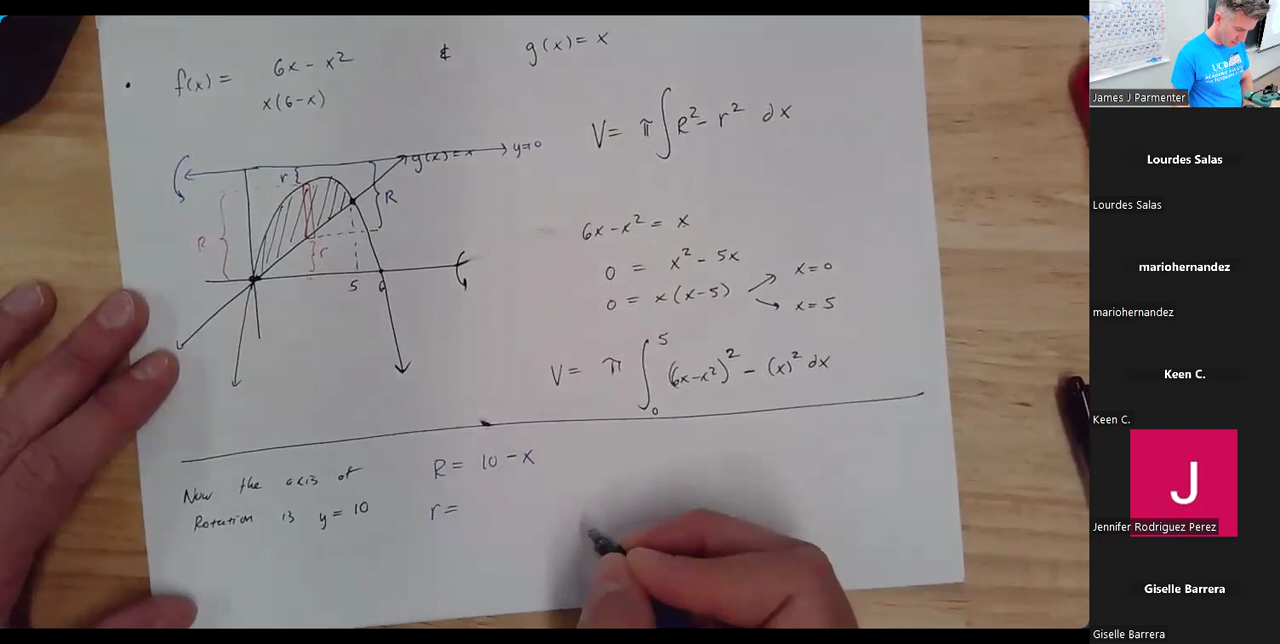 • f(x) = 6x - x² & g(x) = x
x(6-x)
V = π∫R² - r² dx
g(x) = x
r
R
R
r
5
6
6x - x² = x
0 = x² - 5x
0 = x(x-5)
x=0
x=5
V = π ∫₀⁵ (6x-x²)² - (x)² dx
Now the axis of
Rotation is y = 10
R = 10 - x
r =
UC
James J Parmenter
Lourdes Salas
Lourdes Salas
mariohernandez
mariohernandez
Keen C.
Keen C.
J
Jennifer Rodriguez Perez
Giselle Barrera
Giselle Barrera